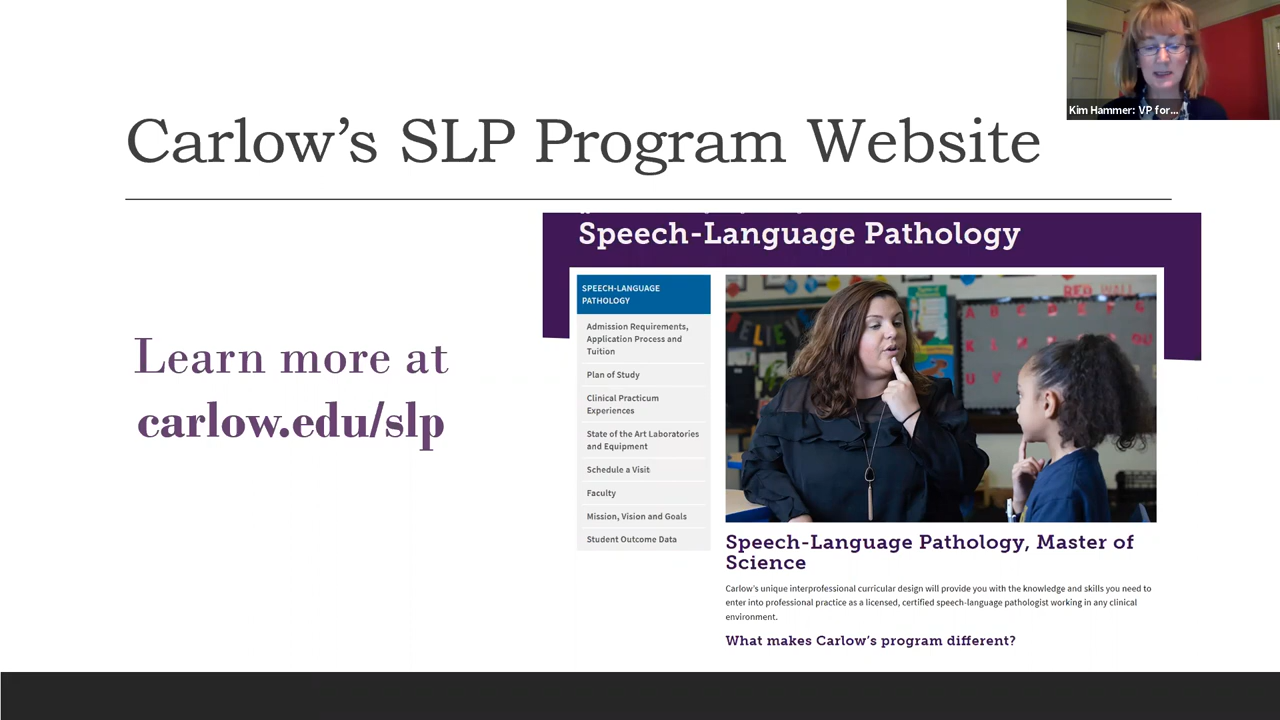 Kim Hammer: VP for...
Carlow's SLP Program Website
Learn more at
carlow.edu/slp
Speech-Language Pathology
SPEECH-LANGUAGE
PATHOLOGY
Admission Requirements,
Application Process and
Tuition
Plan of Study
Clinical Practicum
Experiences
State of the Art Laboratories
and Equipment
Schedule a Visit
Faculty
Mission, Vision and Goals
Student Outcome Data
RED WALL
Speech-Language Pathology, Master of
Science
Carlow's unique interprofessional curricular design will provide you with the knowledge and skills you need to
enter into professional practice as a licensed, certified speech-language pathologist working in any clinical
environment.
What makes Carlow's program different?